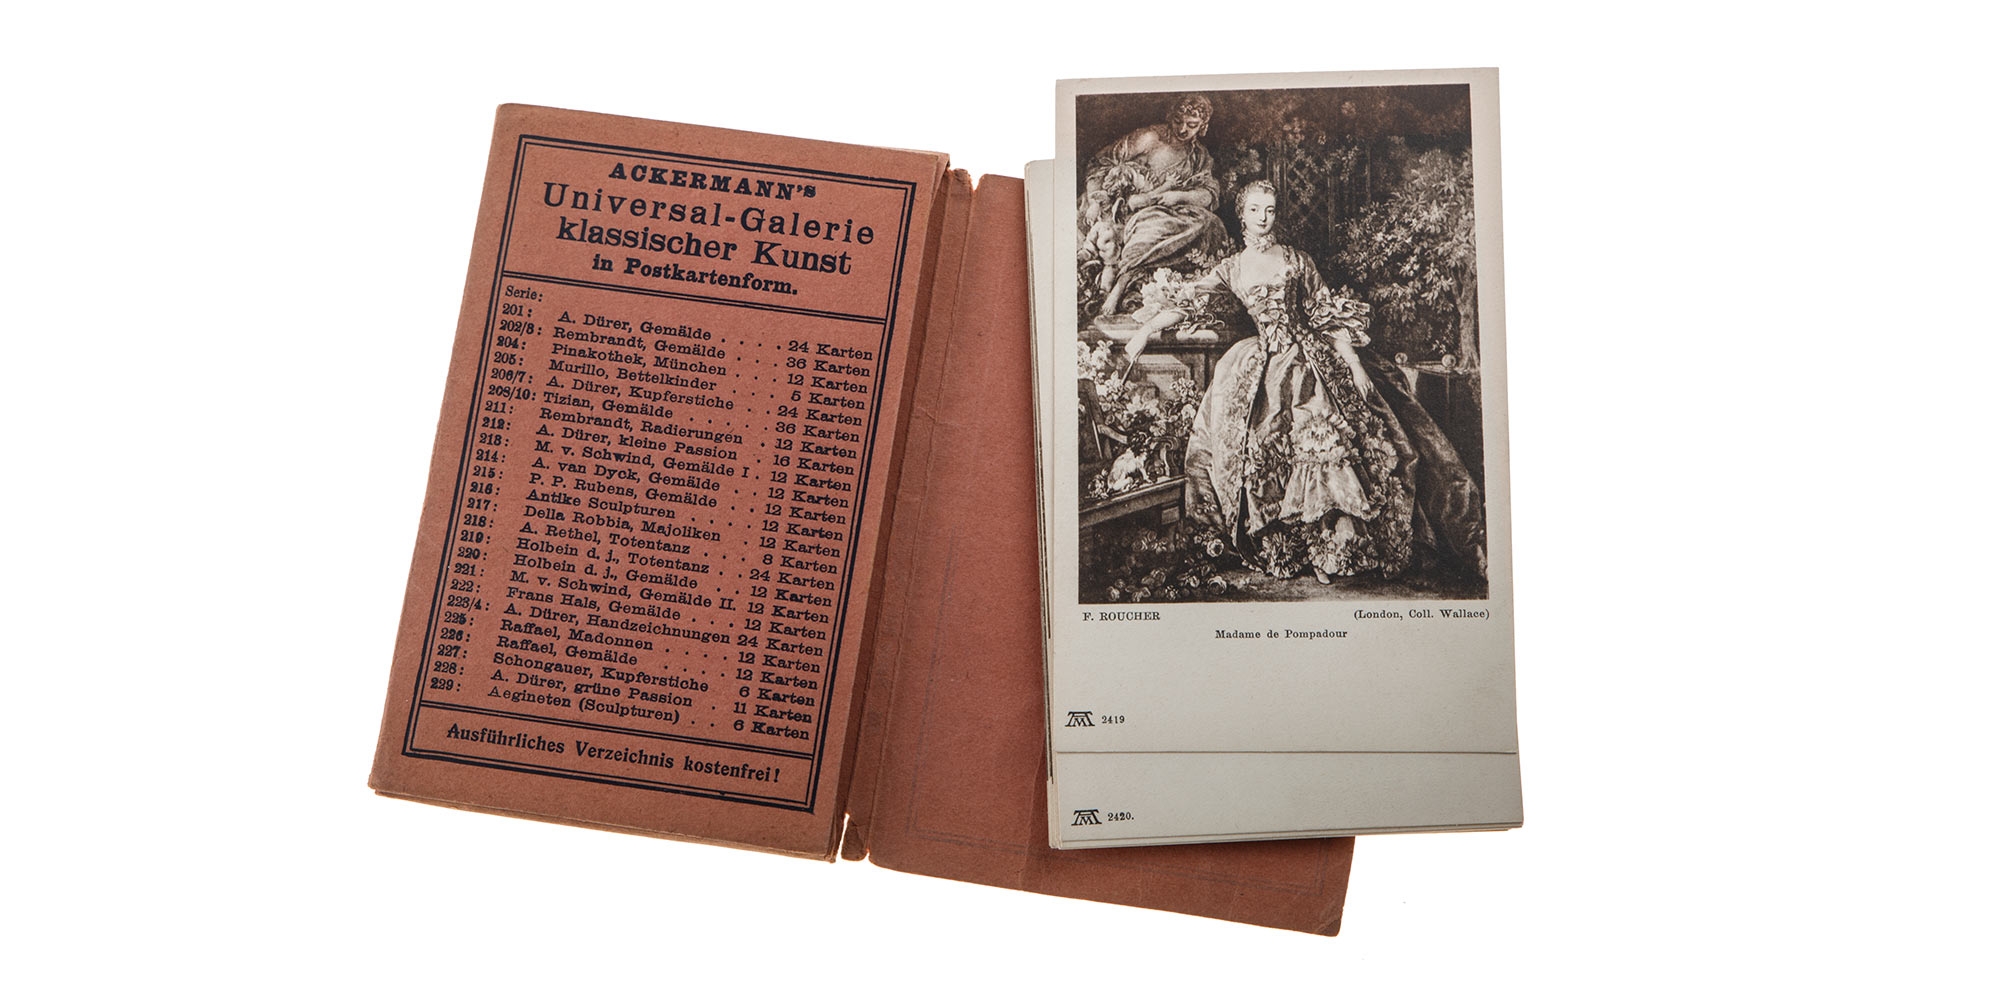 ACKERMANN's
Universal-Galerie
klassischer Kunst
in Postkartenform.
Serie:
201: A. Dürer, Gemälde . . . . 24 Karten
202/3: Rembrandt, Gemälde . . . 36 Karten
204: Pinakothek, München . . . 12 Karten
205: Murillo, Bettelkinder . . . 5 Karten
206/7: A. Dürer, Kupferstiche . . 24 Karten
208/10: Tizian, Gemälde . . . . . 36 Karten
211: Rembrandt, Radierungen . 12 Karten
212: A. Dürer, kleine Passion . 16 Karten
213: M. v. Schwind, Gemälde I . 12 Karten
214: A. van Dyck, Gemälde . . 12 Karten
215: P. P. Rubens, Gemälde . . 12 Karten
216: Antike Sculpturen . . . . 12 Karten
217: Della Robbia, Majoliken . 12 Karten
218: A. Rethel, Totentanz . . . 8 Karten
219: Holbein d. j., Totentanz . . 24 Karten
220: Holbein d. j., Gemälde . . 12 Karten
221: M. v. Schwind, Gemälde II. 12 Karten
222: Frans Hals, Gemälde . . . . 12 Karten
223/4: A. Dürer, Handzeichnungen 24 Karten
225: Raffael, Madonnen . . . . 12 Karten
226: Raffael, Gemälde . . . . 12 Karten
227: Schongauer, Kupferstiche 6 Karten
228: A. Dürer, grüne Passion . 11 Karten
229: Aegineten (Sculpturen) . . 6 Karten
Ausführliches Verzeichnis kostenfrei!
F. ROUCHER (London, Coll. Wallace)
Madame de Pompadour
2419
2420.